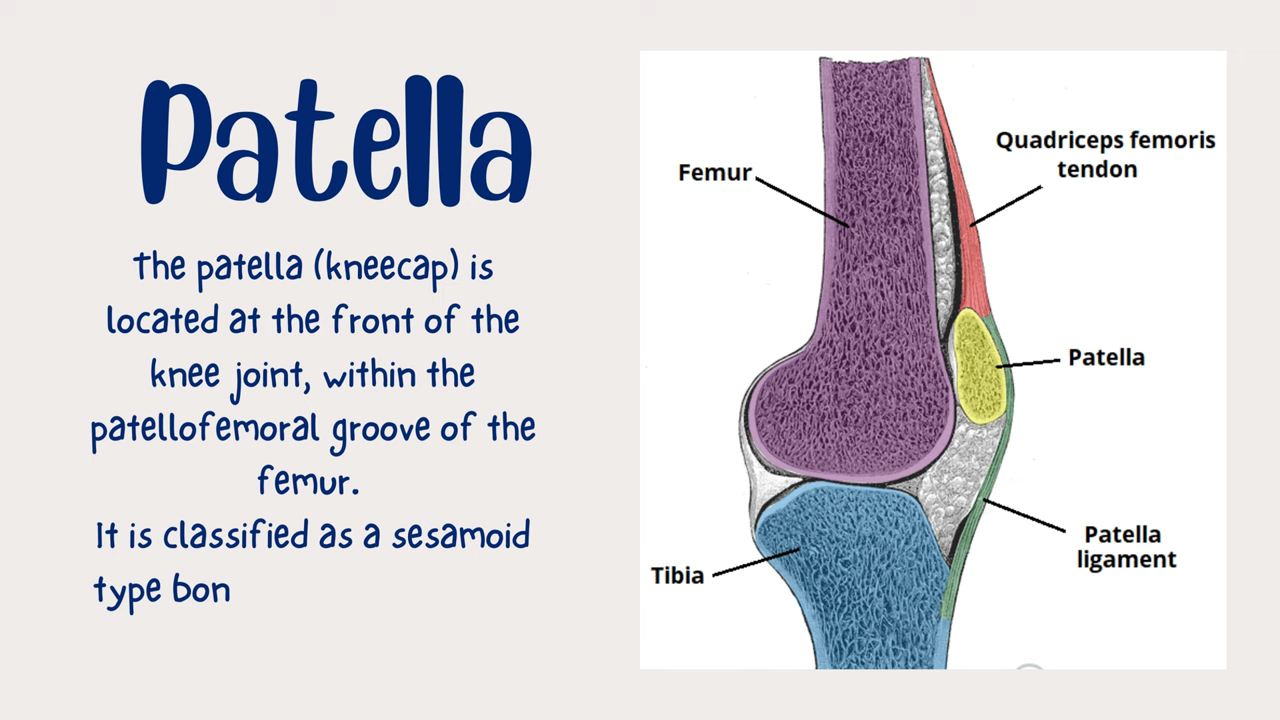 Patella
The patella (kneecap) is
located at the front of the
knee joint, within the
patellofemoral groove of the
femur.
It is classified as a sesamoid
type bon
Femur
Quadriceps femoris
tendon
Patella
Patella
ligament
Tibia